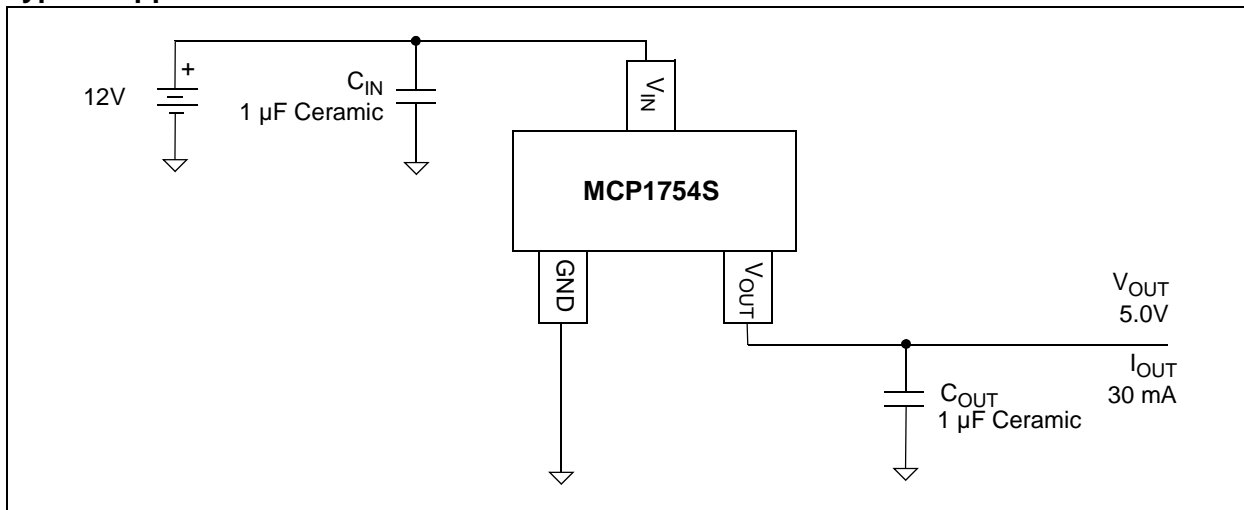 12V
+
C_IN
1 µF Ceramic
V_IN
MCP1754S
GND
V_OUT
V_OUT
5.0V
I_OUT
30 mA
C_OUT
1 µF Ceramic